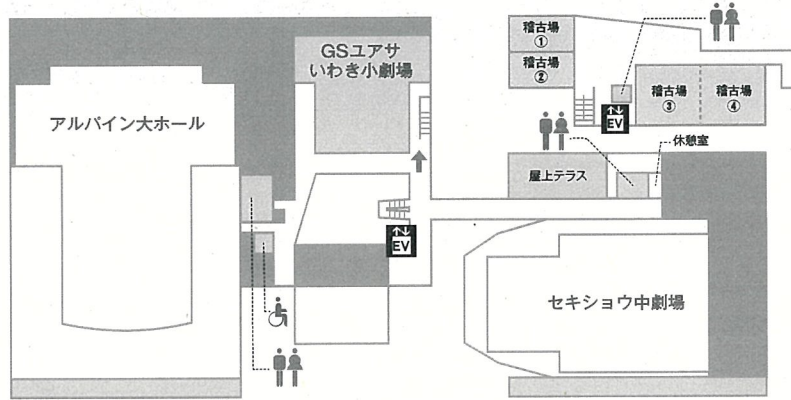 GSユアサ
いわき小劇場
アルパイン大ホール
EV
稽古場
①
稽古場
②
稽古場
③
稽古場
④
EV
休憩室
屋上テラス
セキショウ中劇場